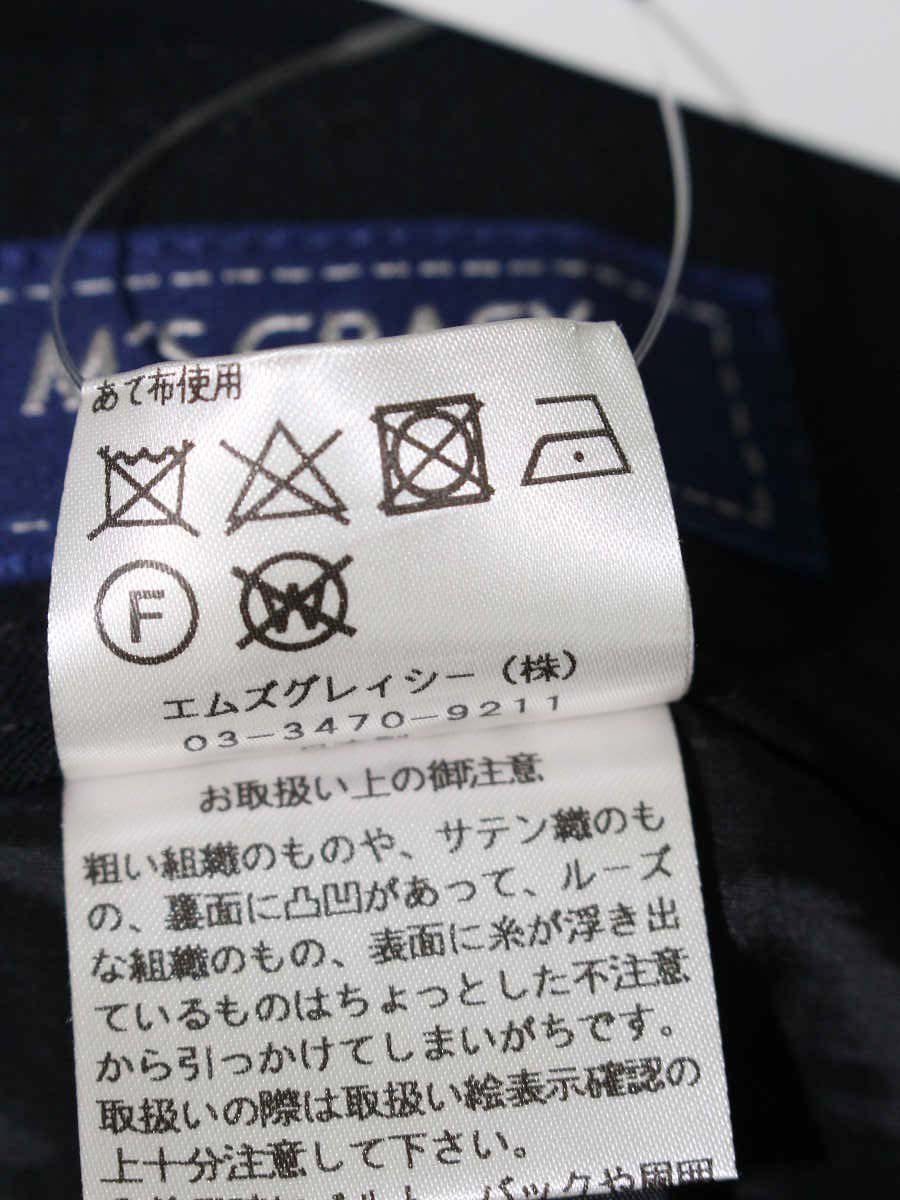 M'S GRACY
あて布使用
F
W
エムズグレイシー（株）
03-3470-9211
お取扱い上の御注意
粗い組織のものや、サテン織のも
の、裏面に凸凹があって、ルーズ
な組織のもの、表面に糸が浮き出
ているものはちょっとした不注意
から引っかけてしまいがちです。
取扱いの際は取扱い絵表示確認の
上十分注意して下さい。
バックや周囲